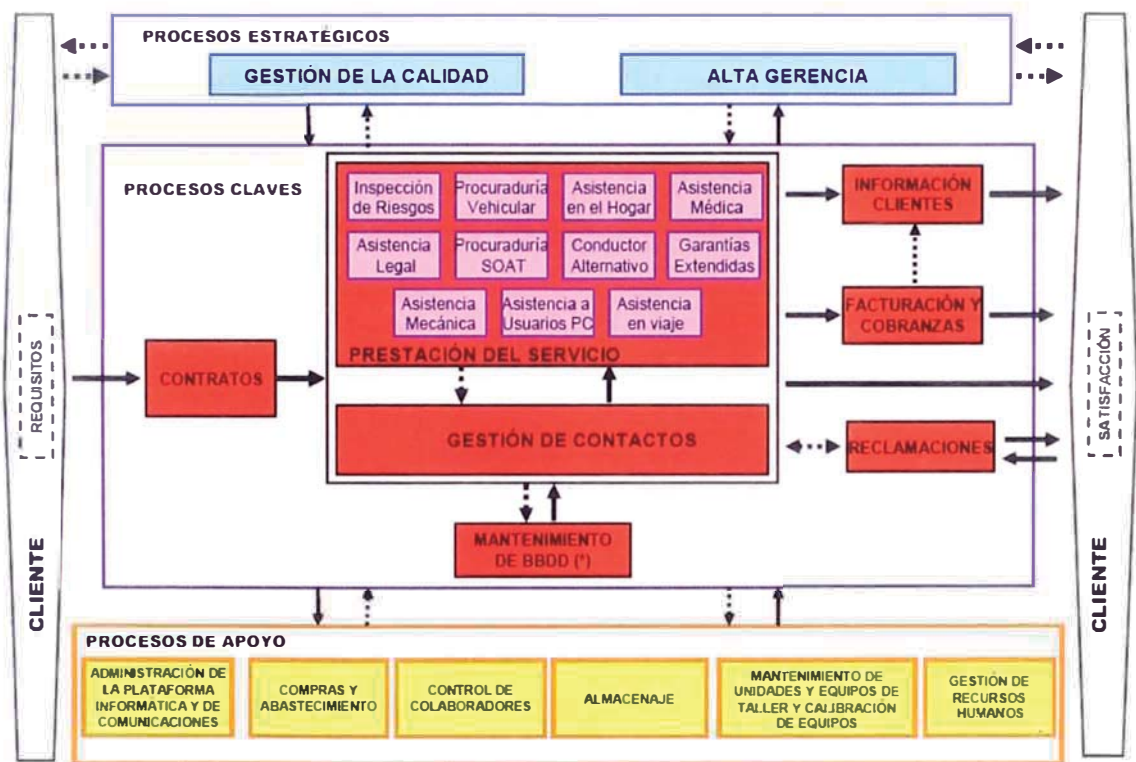 PROCESOS ESTRATÉGICOS
GESTIÓN DE LA CALIDAD
ALTA GERENCIA
PROCESOS CLAVES
Inspección
de Riesgos
Procuraduría
Vehicular
Asistencia
en el Hogar
Asistencia
Médica
Asistencia
Legal
Procuraduría
SOAT
Conductor
Alternativo
Garantías
Extendidas
Asistencia
Mecánica
Asistencia a
Usuarios PC
Asistencia
en viaje
PRESTACIÓN DEL SERVICIO
INFORMACIÓN
CLIENTES
FACTURACIÓN Y
COBRANZAS
REQUISITOS
CLIENTE
CONTRATOS
GESTIÓN DE CONTACTOS
RECLAMACIONES
SATISFACCIÓN
CLIENTE
MANTENIMIENTO
DE BBDD (*)
PROCESOS DE APOYO
ADMINISTRACIÓN DE
LA PLATAFORMA
INFORMÁTICA Y DE
COMUNICACIONES
COMPRAS Y
ABASTECIMIENTO
CONTROL DE
COLABORADORES
ALMACENAJE
MANTENIMIENTO DE
UNIDADES Y EQUIPOS DE
TALLER Y CALIBRACIÓN
DE EQUIPOS
GESTIÓN DE
RECURSOS
HUMANOS